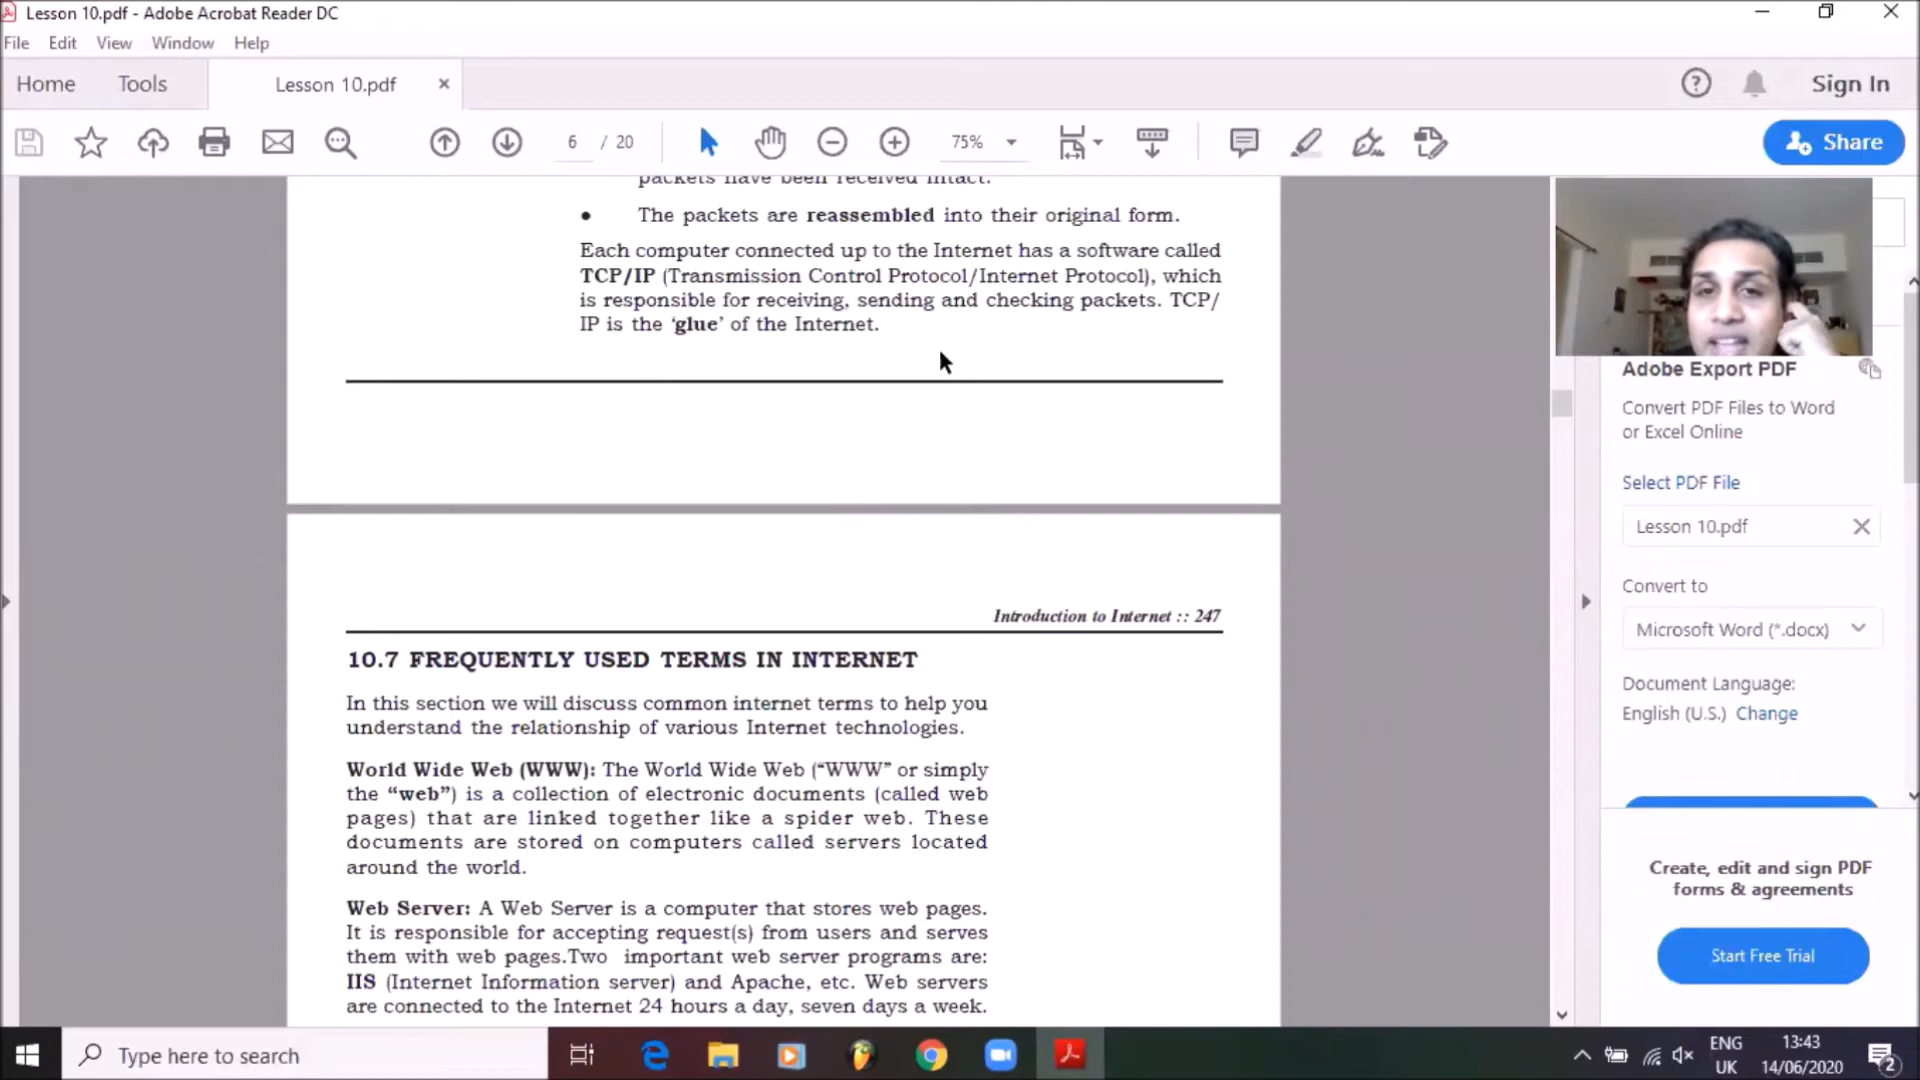 Lesson 10.pdf - Adobe Acrobat Reader DC
File Edit View Window Help
Home Tools Lesson 10.pdf Sign In
6 / 20 75% Share
packets have been received intact.
• The packets are reassembled into their original form.
Each computer connected up to the Internet has a software called
TCP/IP (Transmission Control Protocol/Internet Protocol), which
is responsible for receiving, sending and checking packets. TCP/
IP is the ‘glue’ of the Internet.
Introduction to Internet :: 247
10.7 FREQUENTLY USED TERMS IN INTERNET
In this section we will discuss common internet terms to help you
understand the relationship of various Internet technologies.
World Wide Web (WWW): The World Wide Web (“WWW” or simply
the “web”) is a collection of electronic documents (called web
pages) that are linked together like a spider web. These
documents are stored on computers called servers located
around the world.
Web Server: A Web Server is a computer that stores web pages.
It is responsible for accepting request(s) from users and serves
them with web pages.Two important web server programs are:
IIS (Internet Information server) and Apache, etc. Web servers
are connected to the Internet 24 hours a day, seven days a week.
Adobe Export PDF
Convert PDF Files to Word
or Excel Online
Select PDF File
Lesson 10.pdf
Convert to
Microsoft Word (*.docx)
Document Language:
English (U.S.) Change
Create, edit and sign PDF
forms & agreements
Start Free Trial
Type here to search
ENG
UK
13:43
14/06/2020
2